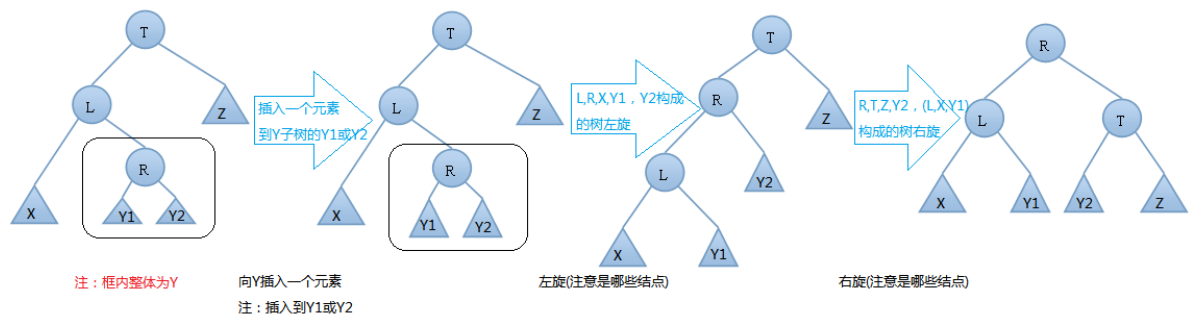 T
L
Z
R
X
Y1
Y2
插入一个元素
到Y子树的Y1或Y2
T
L
Z
R
X
Y1
Y2
L,R,X,Y1，Y2构成
的树左旋
T
R
Z
L
Y2
X
Y1
R,T,Z,Y2，(L,X,Y1)
构成的树右旋
R
L
T
X
Y1
Y2
Z
注：框内整体为Y
向Y插入一个元素
注：插入到Y1或Y2
左旋(注意是哪些结点)
右旋(注意是哪些结点)